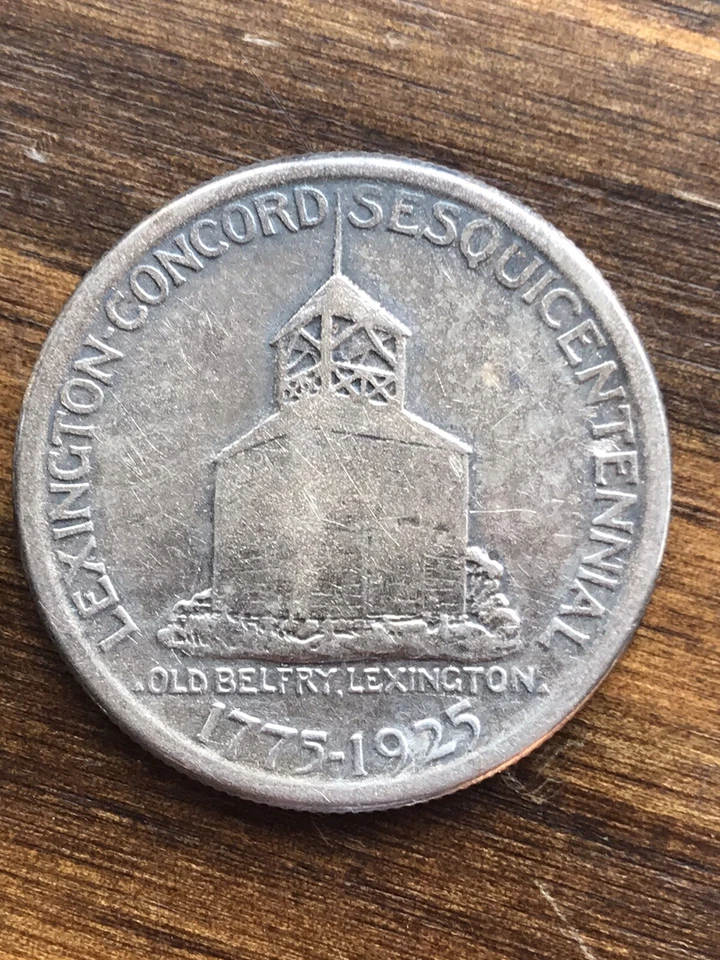 LEXINGTON-CONCORD SESQUICENTENNIAL
OLD BELFRY, LEXINGTON
1775-1925